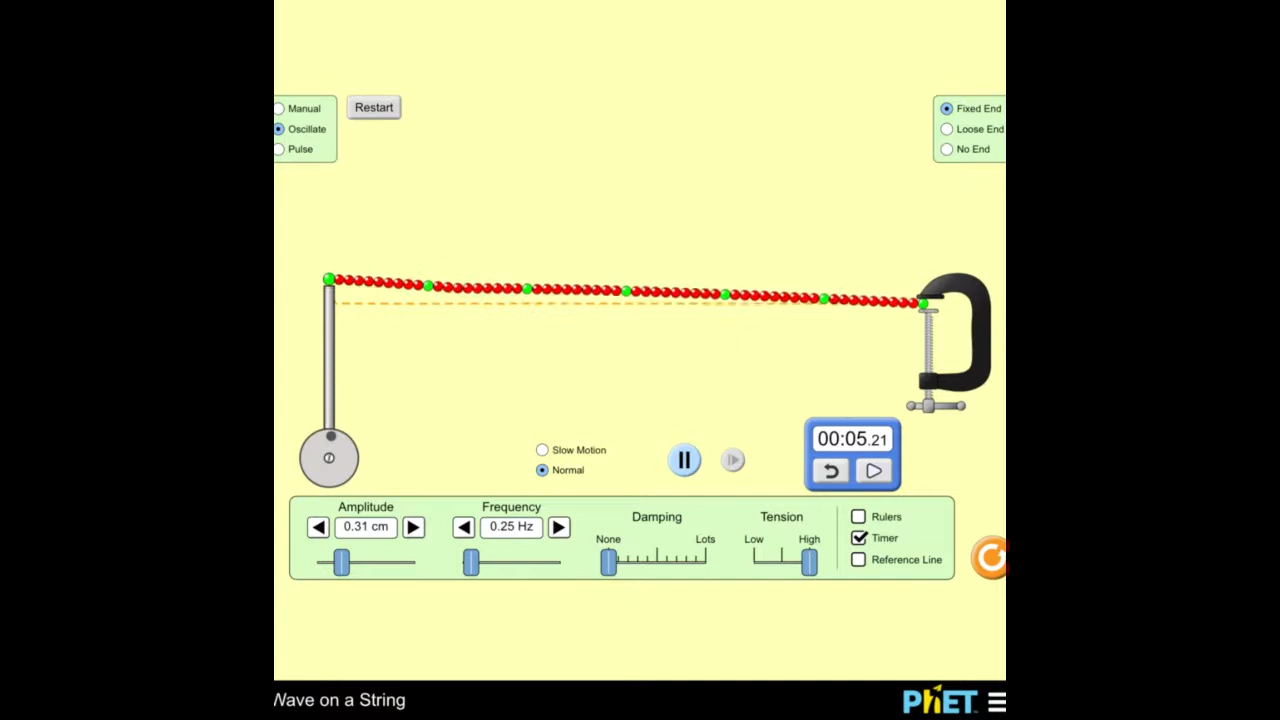 Manual
Restart
Fixed End
Oscillate
Loose End
Pulse
No End
00:05.21
Slow Motion
Normal
Amplitude
Frequency
0.31 cm
0.25 Hz
Damping
Tension
None
Lots
Low
High
Rulers
Timer
Reference Line
Wave on a String
PhET